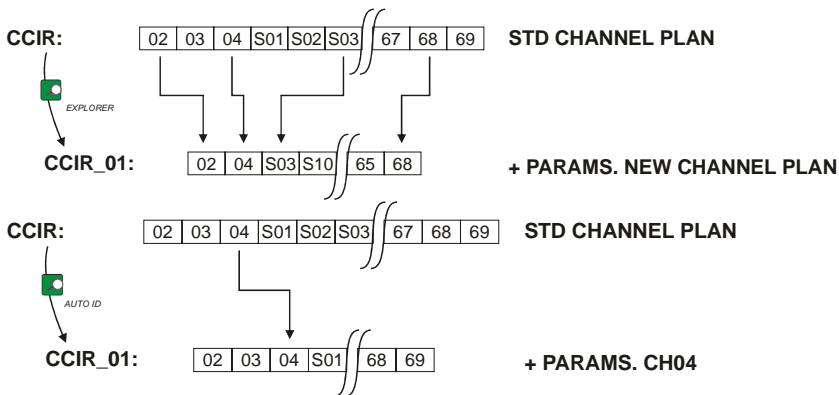 CCIR: 02 03 04 S01 S02 S03 67 68 69 STD CHANNEL PLAN
EXPLORER
CCIR_01: 02 04 S03 S10 65 68 + PARAMS. NEW CHANNEL PLAN
CCIR: 02 03 04 S01 S02 S03 67 68 69 STD CHANNEL PLAN
AUTO ID
CCIR_01: 02 03 04 S01 68 69 + PARAMS. CH04